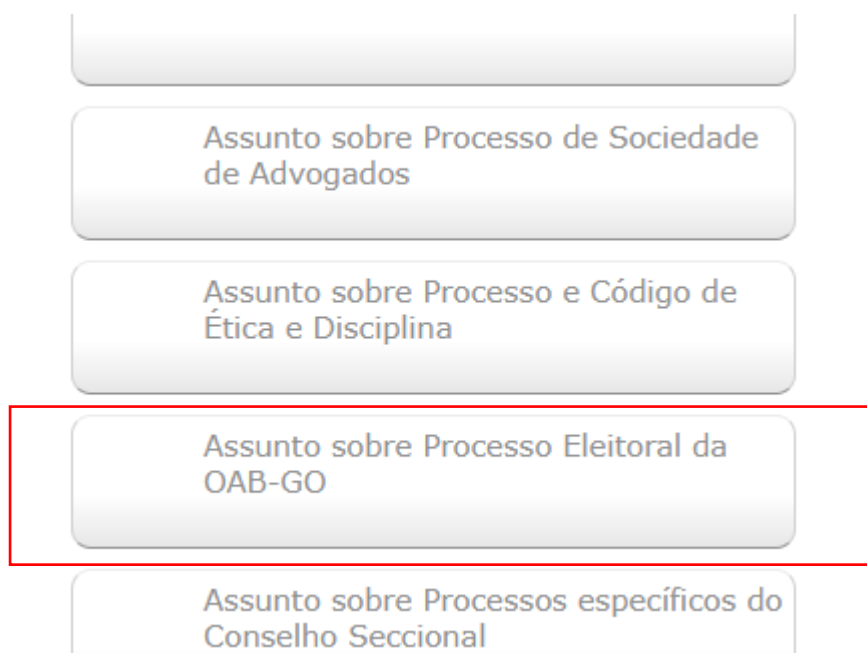 Assunto sobre Processo de Sociedade
de Advogados
Assunto sobre Processo e Código de
Ética e Disciplina
Assunto sobre Processo Eleitoral da
OAB-GO
Assunto sobre Processos específicos do
Conselho Seccional